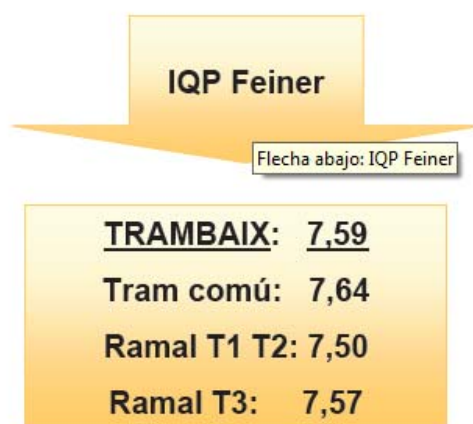 IQP Feiner
Flecha abajo: IQP Feiner
TRAMBAIX: 7,59
Tram comú: 7,64
Ramal T1 T2: 7,50
Ramal T3: 7,57